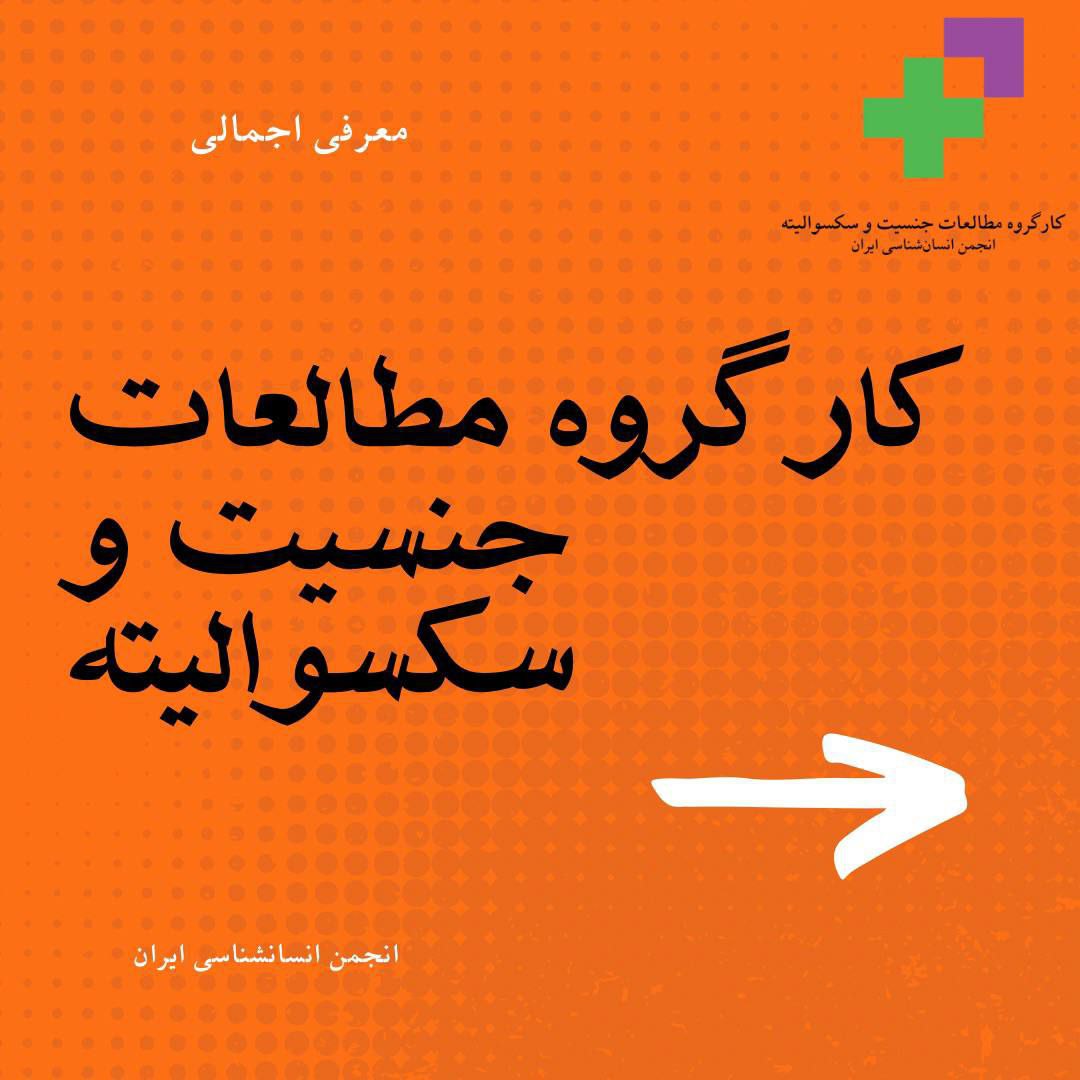 معرفی اجمالی
کارگروه مطالعات جنسیت و سکسوالیته
انجمن انسان‌شناسی ایران
کارگروه مطالعات
جنسیت و
سکسوالیته
انجمن انسانشناسی ایران